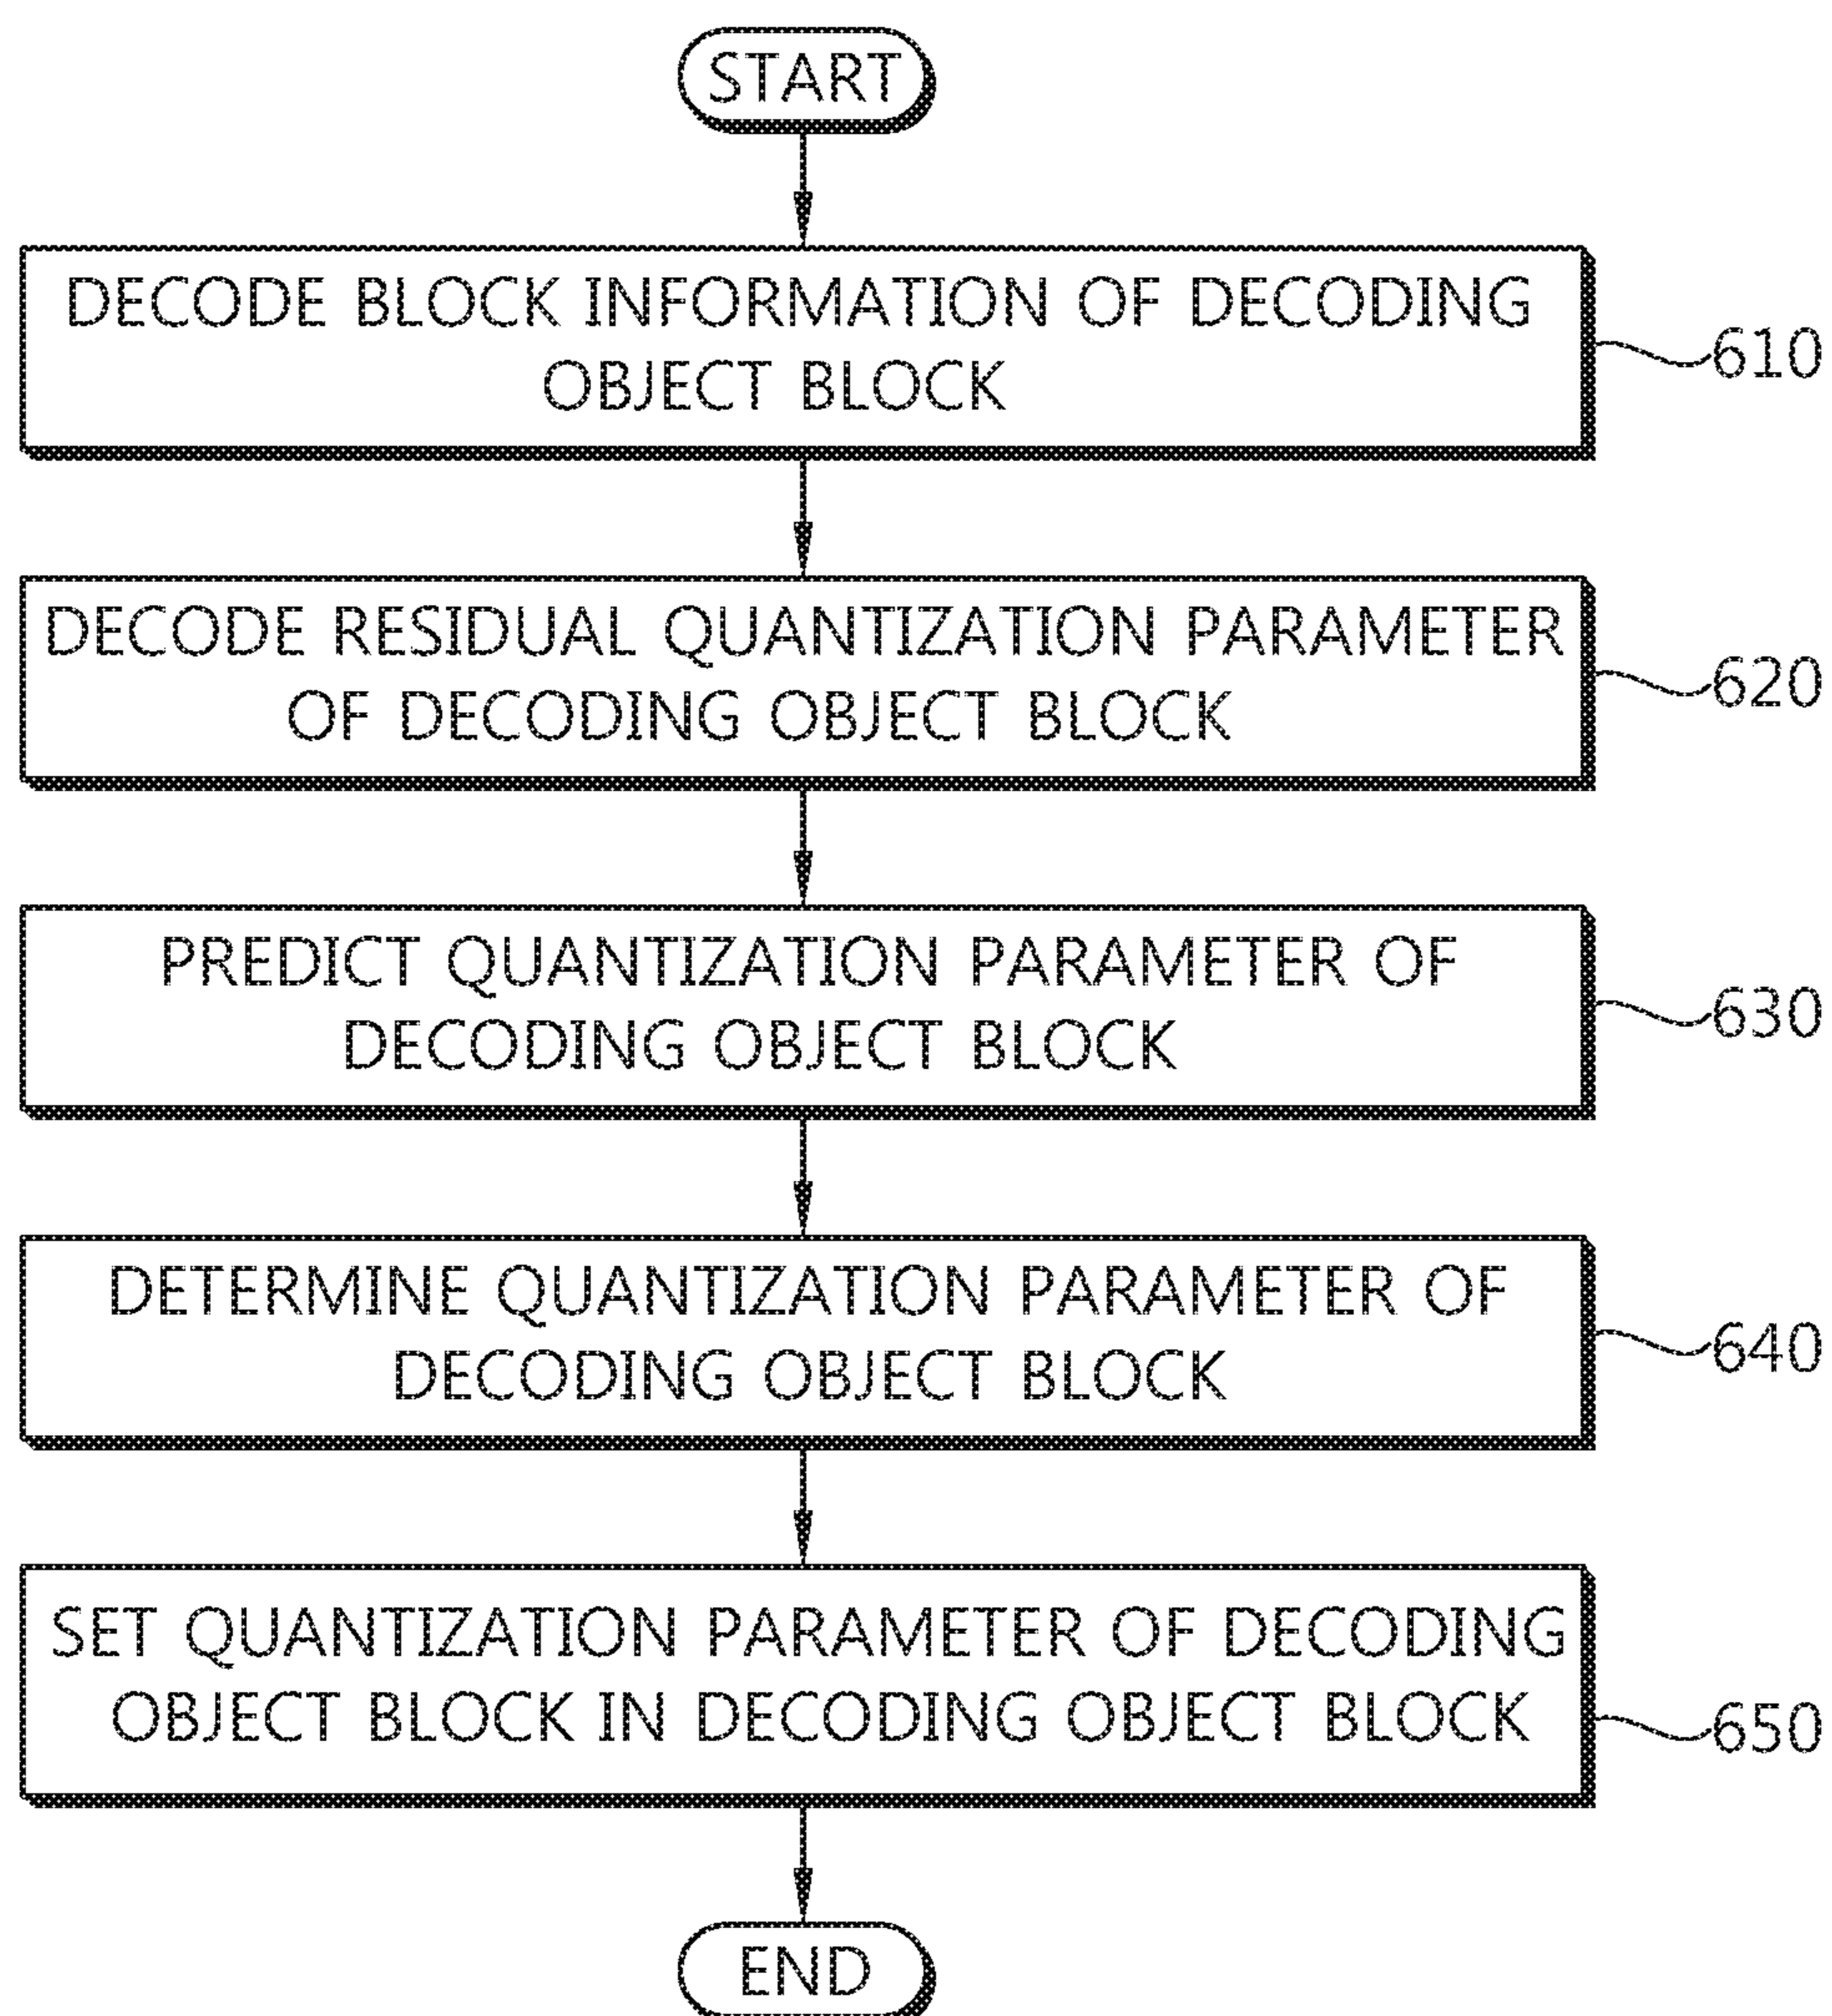 START
DECODE BLOCK INFORMATION OF DECODING
OBJECT BLOCK
610
DECODE RESIDUAL QUANTIZATION PARAMETER
OF DECODING OBJECT BLOCK
620
PREDICT QUANTIZATION PARAMETER OF
DECODING OBJECT BLOCK
630
DETERMINE QUANTIZATION PARAMETER OF
DECODING OBJECT BLOCK
640
SET QUANTIZATION PARAMETER OF DECODING
OBJECT BLOCK IN DECODING OBJECT BLOCK
650
END